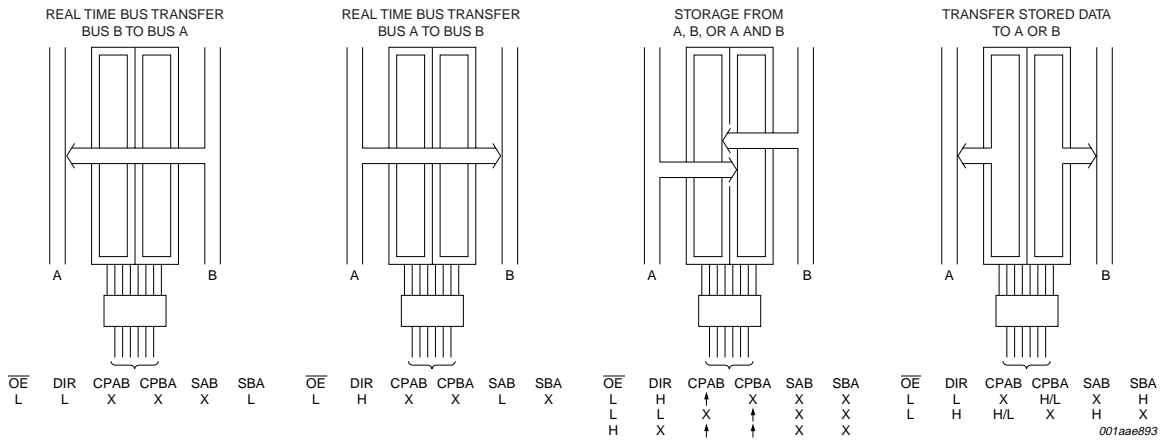 REAL TIME BUS TRANSFER
BUS B TO BUS A
A
B
OE DIR CPAB CPBA SAB SBA
L L X X X L
REAL TIME BUS TRANSFER
BUS A TO BUS B
A
B
OE DIR CPAB CPBA SAB SBA
L H X X L X
STORAGE FROM
A, B, OR A AND B
A
B
OE DIR CPAB CPBA SAB SBA
L H ↑ X X X
L L X ↑ X X
H X ↑ ↑ X X
TRANSFER STORED DATA
TO A OR B
A
B
OE DIR CPAB CPBA SAB SBA
L L X H/L X H
L H H/L X H X
001aae893